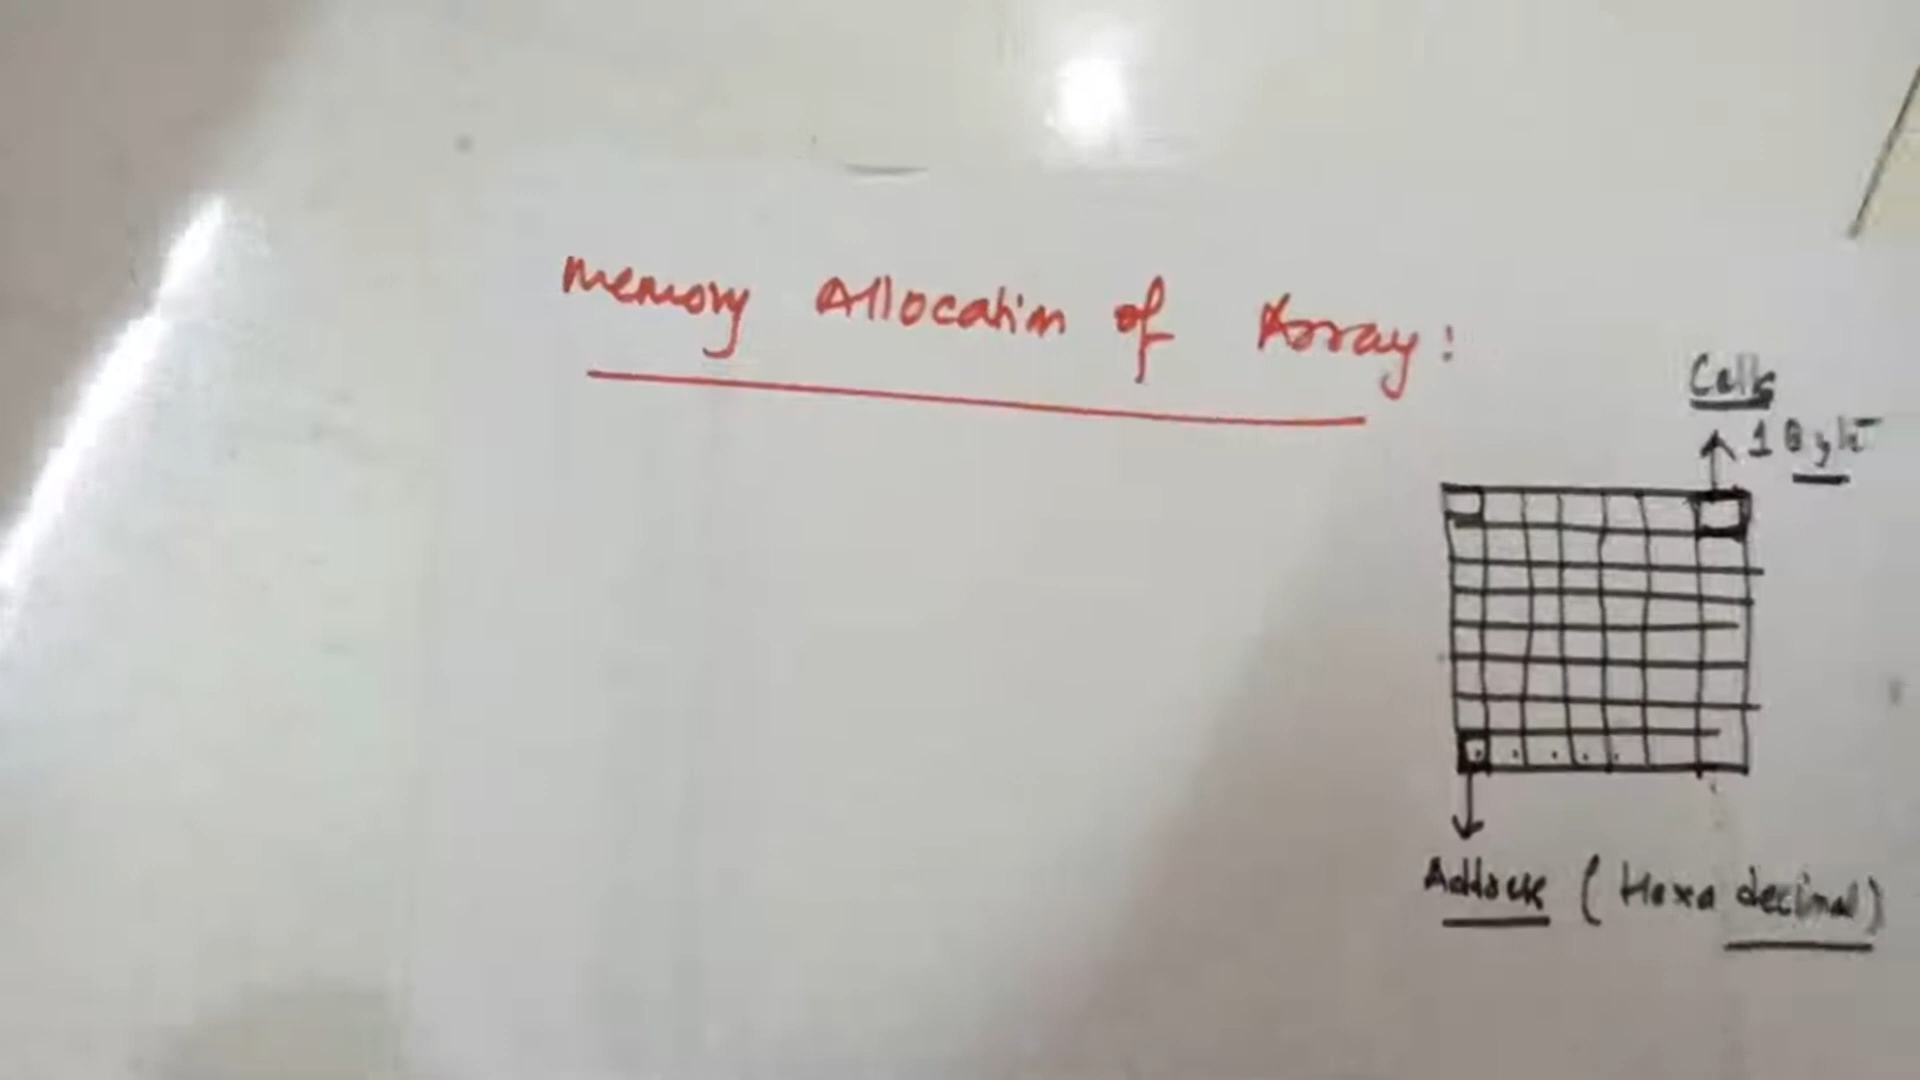 Memory Allocation of Array:
Cells
1 Byte
Address (Hexa decimal)